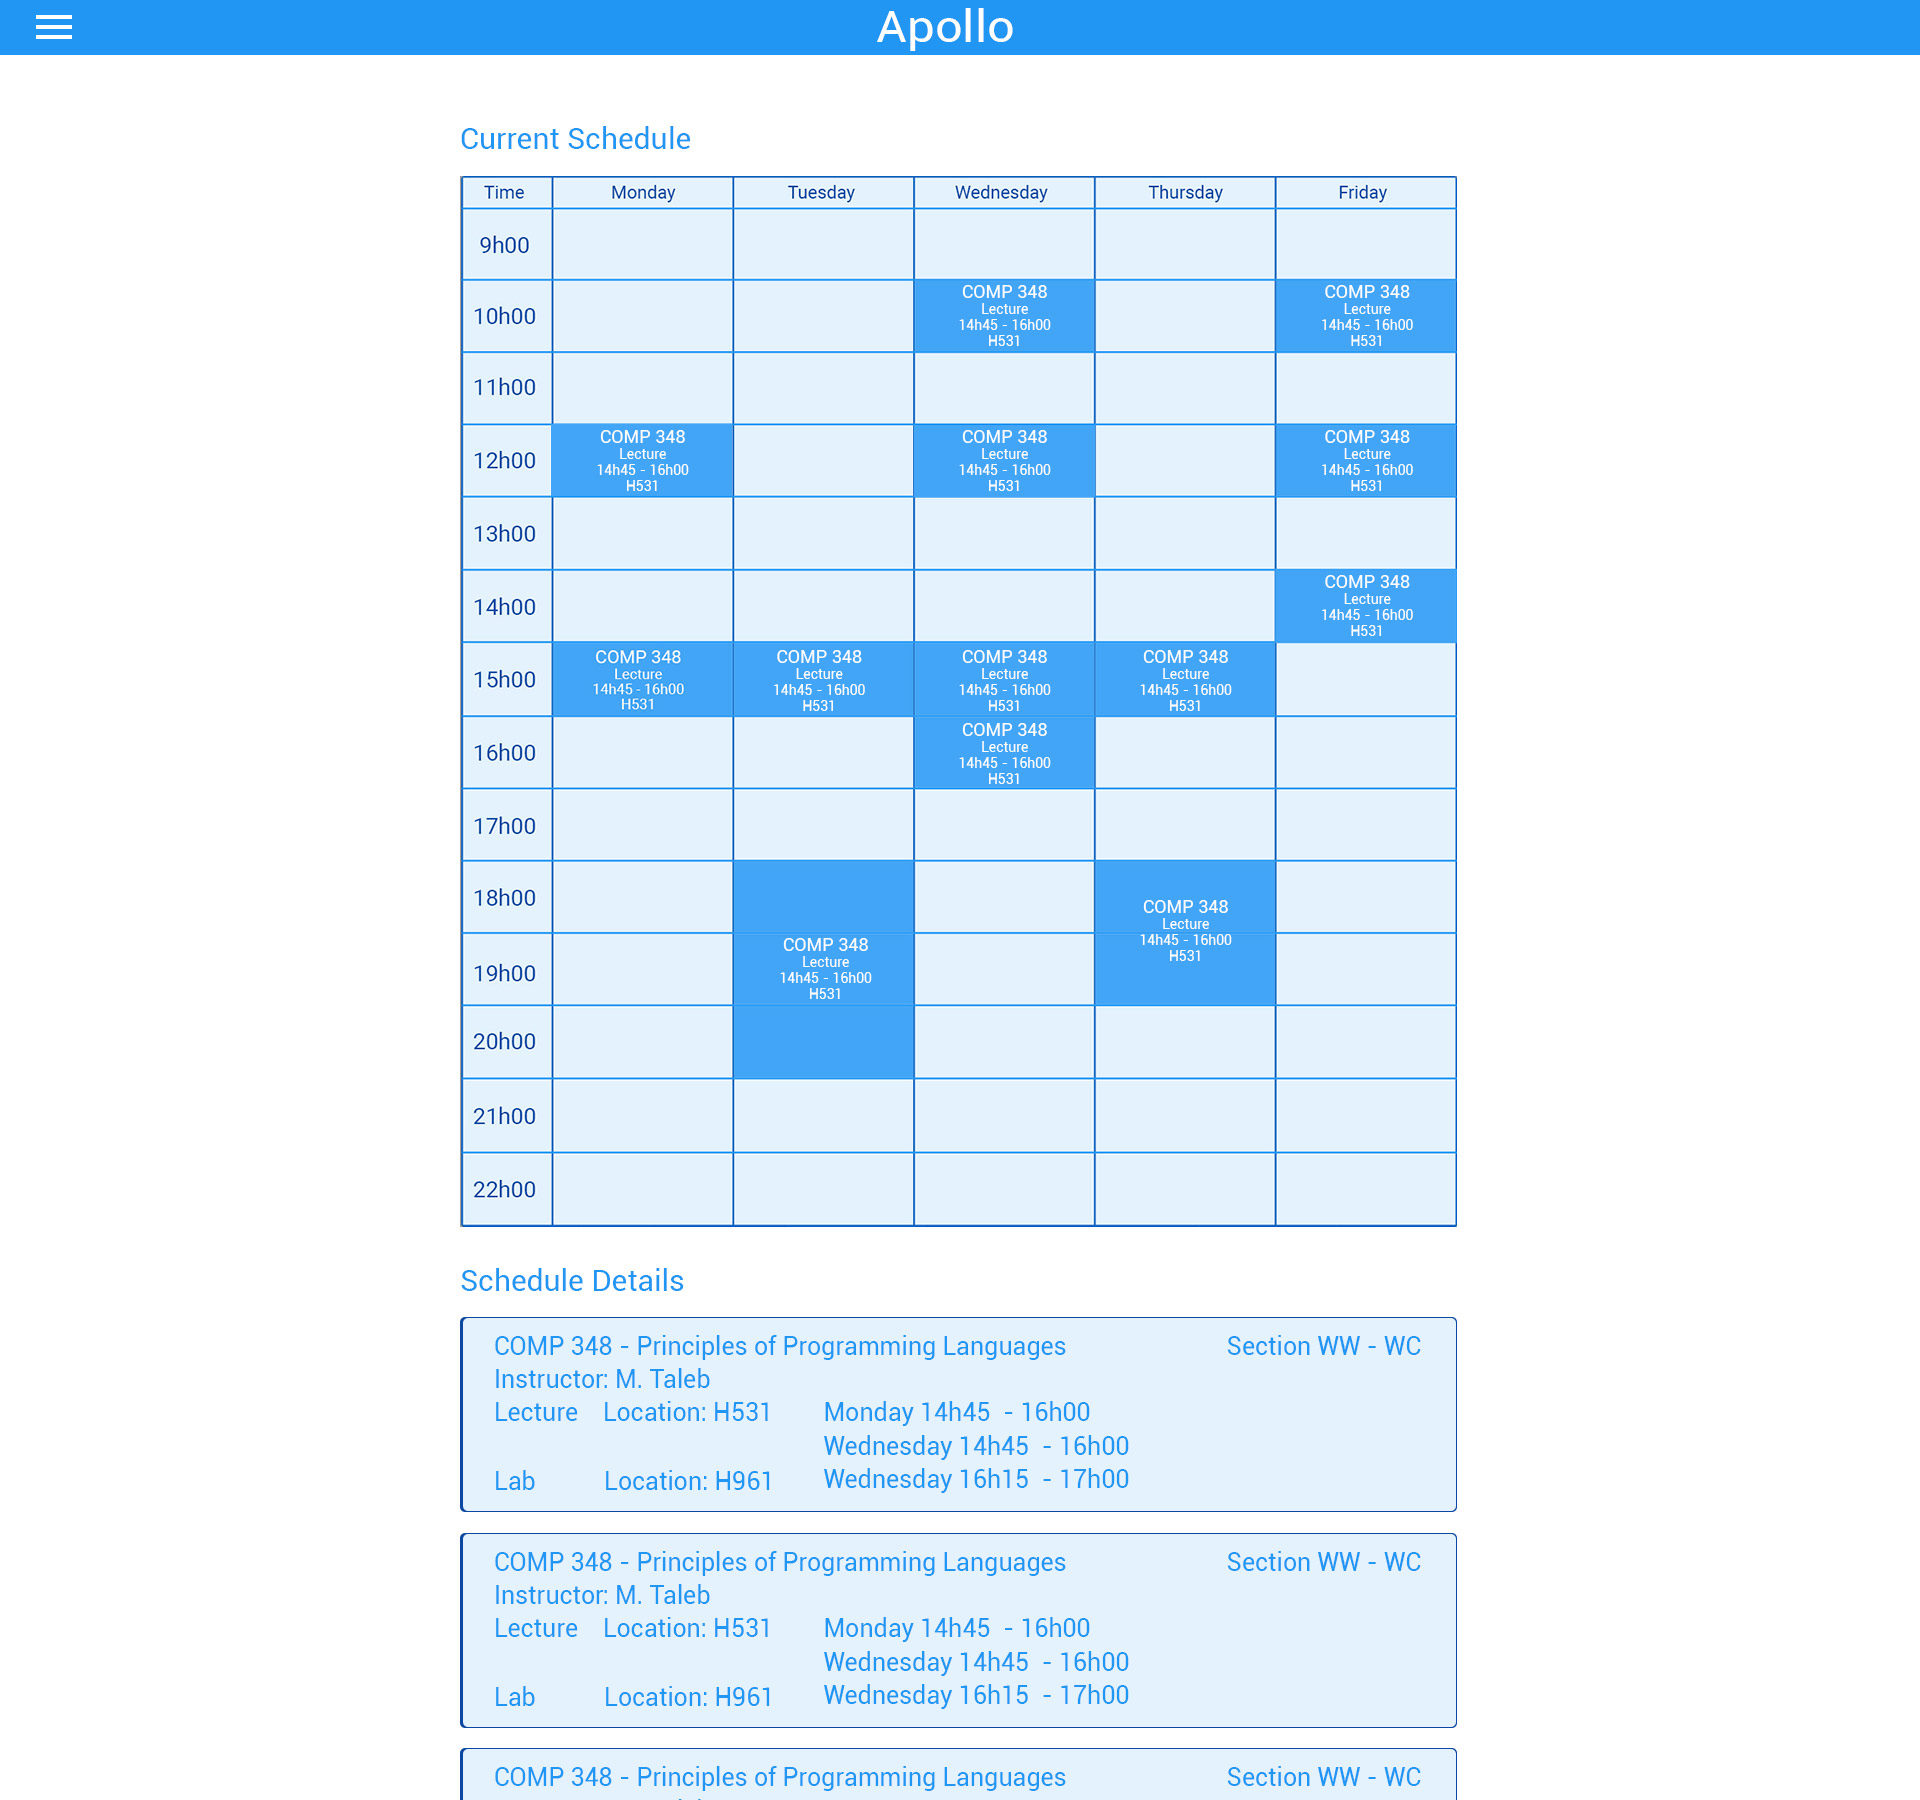 Apollo
Current Schedule
Time Monday Tuesday Wednesday Thursday Friday
9h00
10h00
COMP 348
Lecture
14h45 - 16h00
H531
COMP 348
Lecture
14h45 - 16h00
H531
11h00
12h00
COMP 348
Lecture
14h45 - 16h00
H531
COMP 348
Lecture
14h45 - 16h00
H531
COMP 348
Lecture
14h45 - 16h00
H531
13h00
14h00
COMP 348
Lecture
14h45 - 16h00
H531
15h00
COMP 348
Lecture
14h45 - 16h00
H531
COMP 348
Lecture
14h45 - 16h00
H531
COMP 348
Lecture
14h45 - 16h00
H531
COMP 348
Lecture
14h45 - 16h00
H531
16h00
COMP 348
Lecture
14h45 - 16h00
H531
17h00
18h00
COMP 348
Lecture
14h45 - 16h00
H531
19h00
COMP 348
Lecture
14h45 - 16h00
H531
20h00
21h00
22h00
Schedule Details
COMP 348 - Principles of Programming Languages Section WW - WC
Instructor: M. Taleb
Lecture Location: H531 Monday 14h45 - 16h00
Wednesday 14h45 - 16h00
Lab Location: H961 Wednesday 16h15 - 17h00
COMP 348 - Principles of Programming Languages Section WW - WC
Instructor: M. Taleb
Lecture Location: H531 Monday 14h45 - 16h00
Wednesday 14h45 - 16h00
Lab Location: H961 Wednesday 16h15 - 17h00
COMP 348 - Principles of Programming Languages Section WW - WC